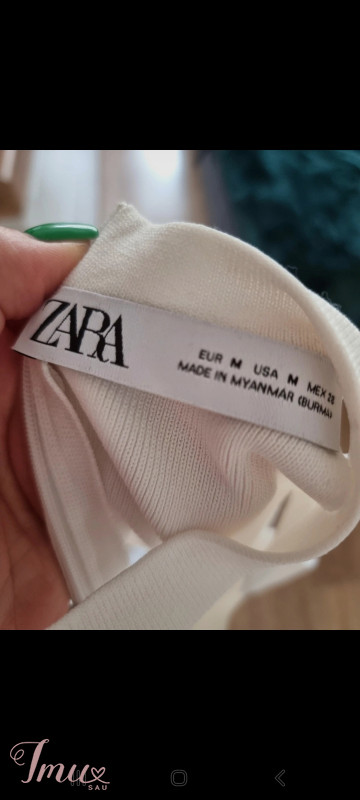 ZARA
EUR M USA M MEX 28
MADE IN MYANMAR (BURMA)
Imu
SAU